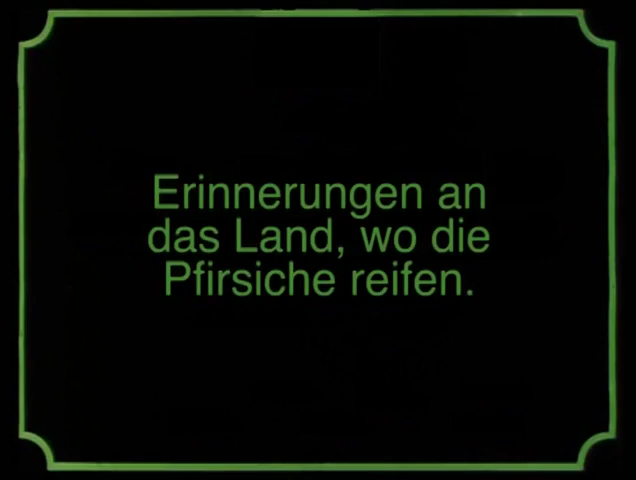 Erinnerungen an
das Land, wo die
Pfirsiche reifen.